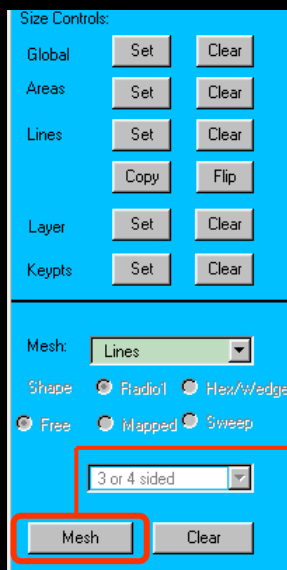 Size Controls:
Global Set Clear
Areas Set Clear
Lines Set Clear
Copy Flip
Layer Set Clear
Keypts Set Clear
Mesh: Lines
Shape Radio1 Hex/Wedge
Free Mapped Sweep
3 or 4 sided
Mesh Clear